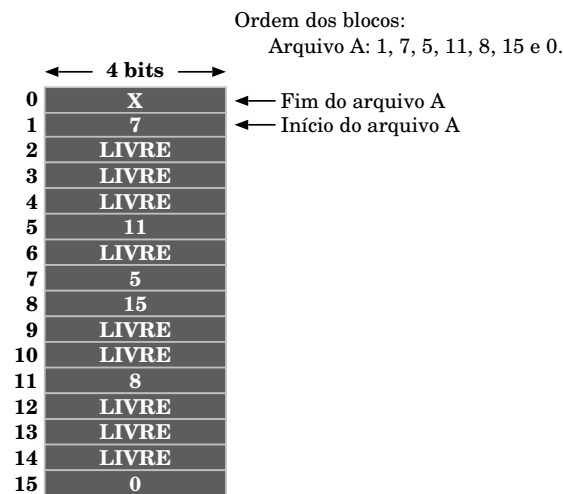 Ordem dos blocos:
Arquivo A: 1, 7, 5, 11, 8, 15 e 0.
4 bits
0 X Fim do arquivo A
1 7 Início do arquivo A
2 LIVRE
3 LIVRE
4 LIVRE
5 11
6 LIVRE
7 5
8 15
9 LIVRE
10 LIVRE
11 8
12 LIVRE
13 LIVRE
14 LIVRE
15 0